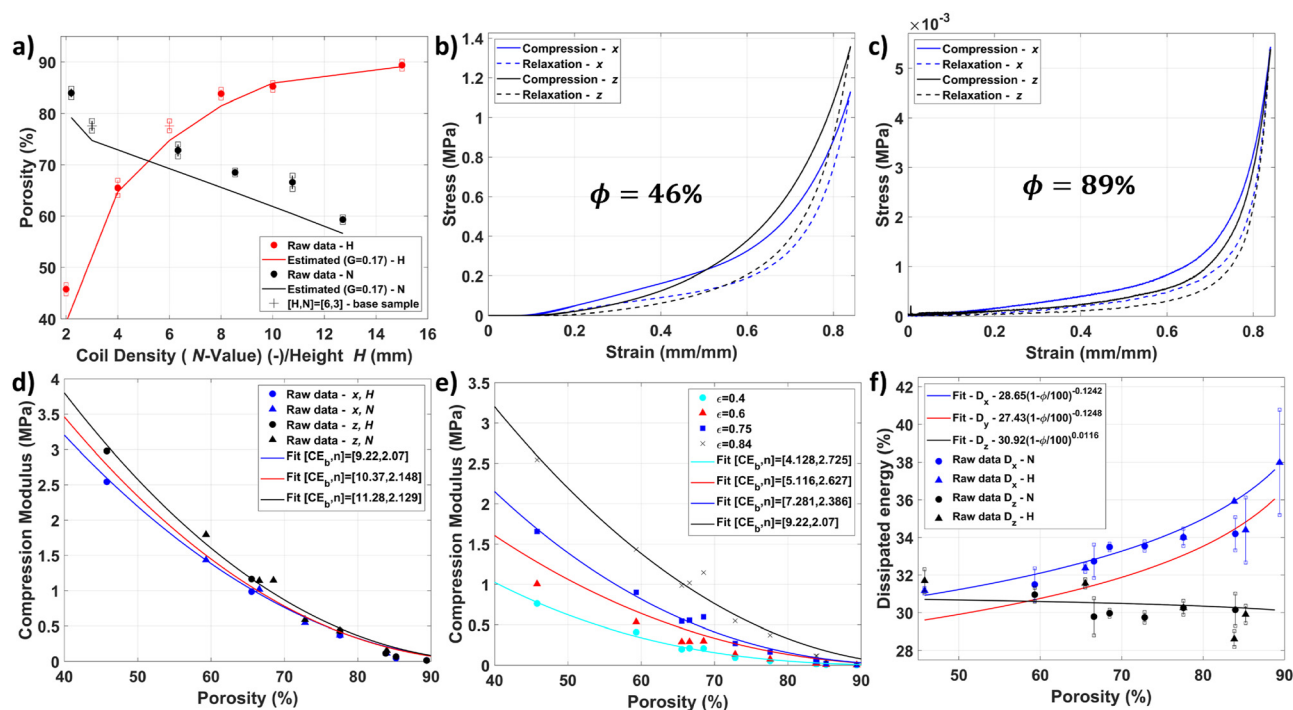 a)
Porosity (%)
90
80
70
60
50
40
2 4 6 8 10 12 14 16
Coil Density ( N-Value) (-)/Height H (mm)
Raw data - H
Estimated (G=0.17) - H
Raw data - N
Estimated (G=0.17) - N
[H,N]=[6,3] - base sample
b)
Stress (MPa)
1.4
1.2
1
0.8
0.6
0.4
0.2
0
0 0.2 0.4 0.6 0.8
Strain (mm/mm)
Compression - x
Relaxation - x
Compression - z
Relaxation - z
ϕ = 46%
c)
×10-3
Stress (MPa)
5
4
3
2
1
0
0 0.2 0.4 0.6 0.8
Strain (mm/mm)
Compression - x
Relaxation - x
Compression - z
Relaxation - z
ϕ = 89%
d)
Compression Modulus (MPa)
4
3.5
3
2.5
2
1.5
1
0.5
0
40 50 60 70 80 90
Porosity (%)
Raw data - x, H
Raw data - x, N
Raw data - z, H
Raw data - z, N
Fit [CEb,n]=[9.22,2.07]
Fit [CEb,n]=[10.37,2.148]
Fit [CEb,n]=[11.28,2.129]
e)
Compression Modulus (MPa)
3.5
3
2.5
2
1.5
1
0.5
0
40 50 60 70 80 90
Porosity (%)
ϵ=0.4
ϵ=0.6
ϵ=0.75
ϵ=0.84
Fit [CEb,n]=[4.128,2.725]
Fit [CEb,n]=[5.116,2.627]
Fit [CEb,n]=[7.281,2.386]
Fit [CEb,n]=[9.22,2.07]
f)
Dissipated energy (%)
42
40
38
36
34
32
30
28
50 60 70 80 90
Porosity (%)
Fit - Dx - 28.65(1-ϕ/100)-0.1242
Fit - Dy - 27.43(1-ϕ/100)-0.1248
Fit - Dz - 30.92(1-ϕ/100)0.0116
Raw data Dx - N
Raw data Dx - H
Raw data Dz - N
Raw data Dz - H